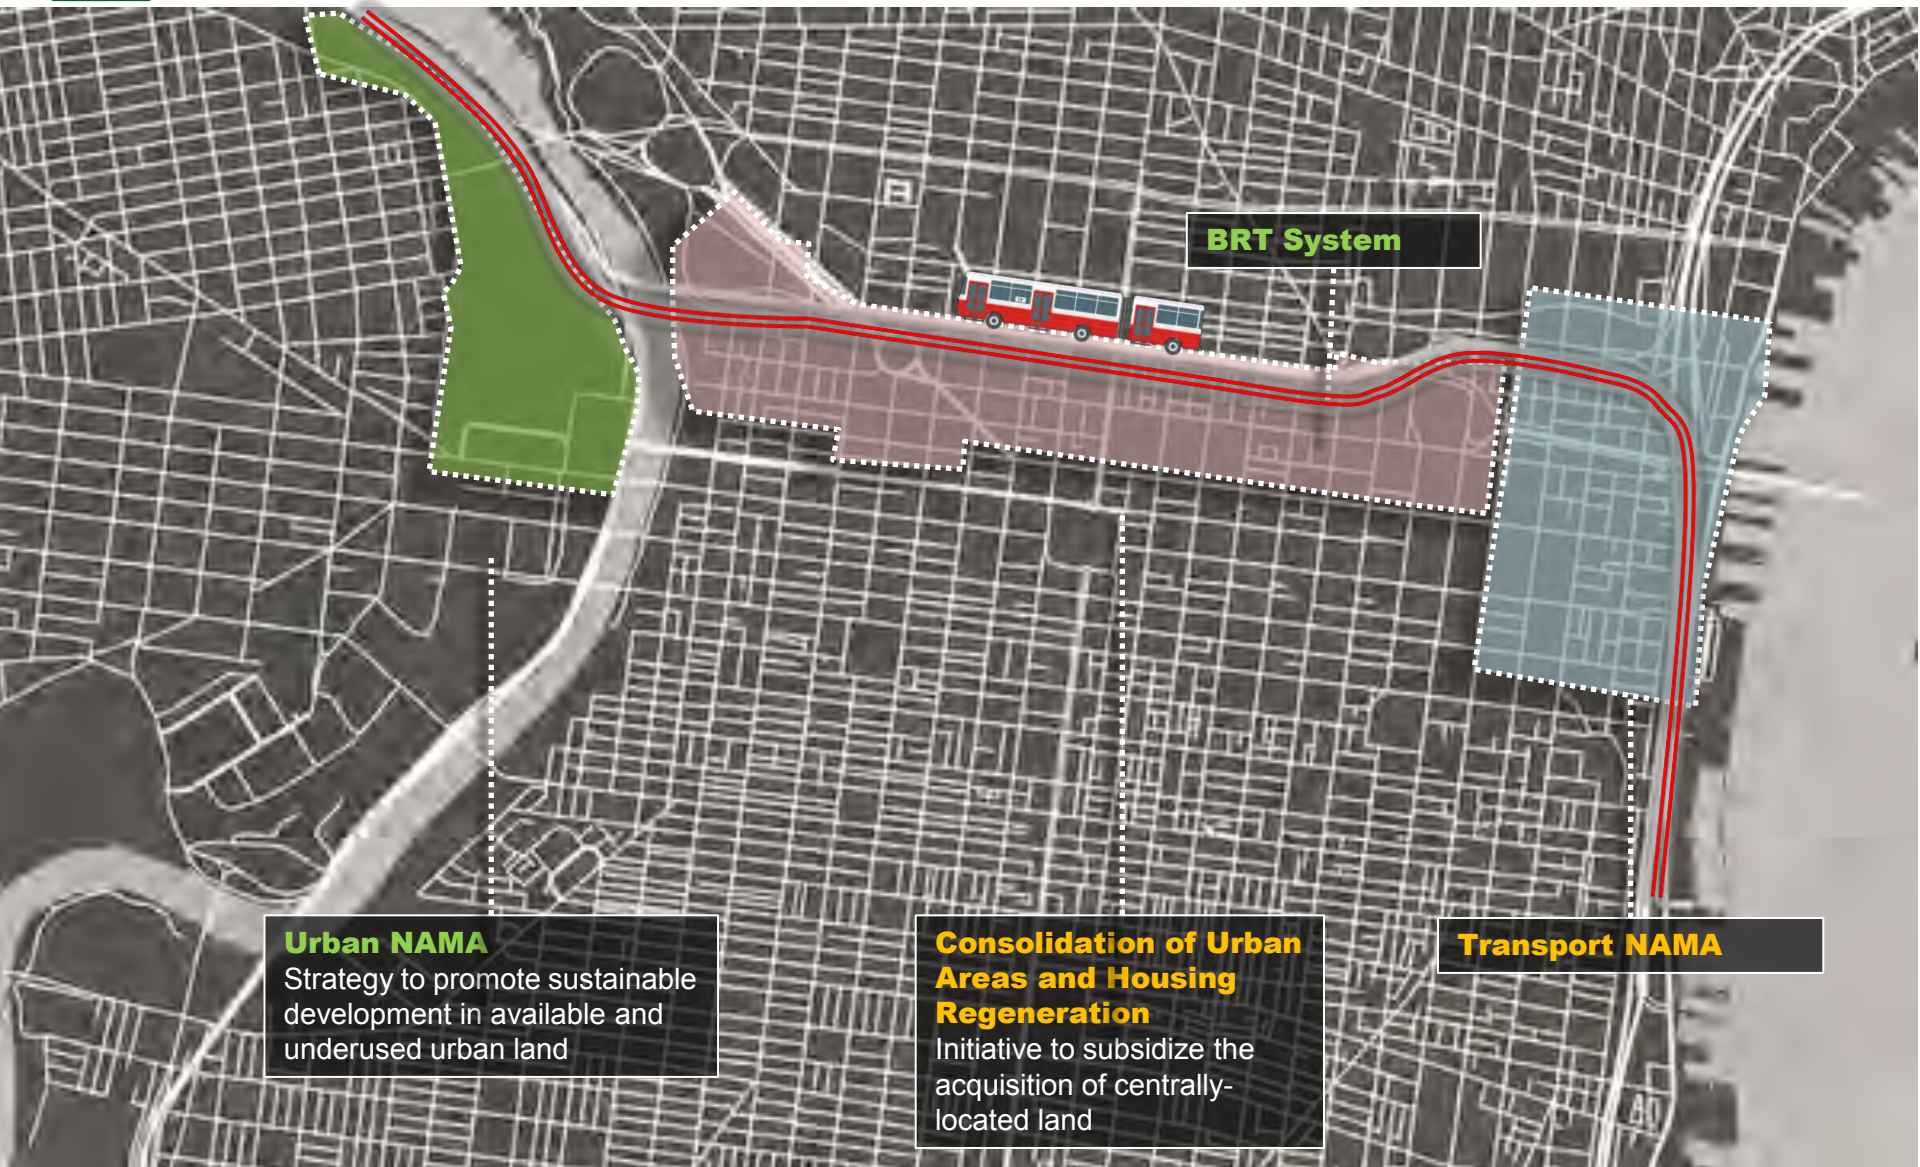 BRT System
Urban NAMA
Strategy to promote sustainable
development in available and
underused urban land
Consolidation of Urban
Areas and Housing
Regeneration
Initiative to subsidize the
acquisition of centrally-
located land
Transport NAMA